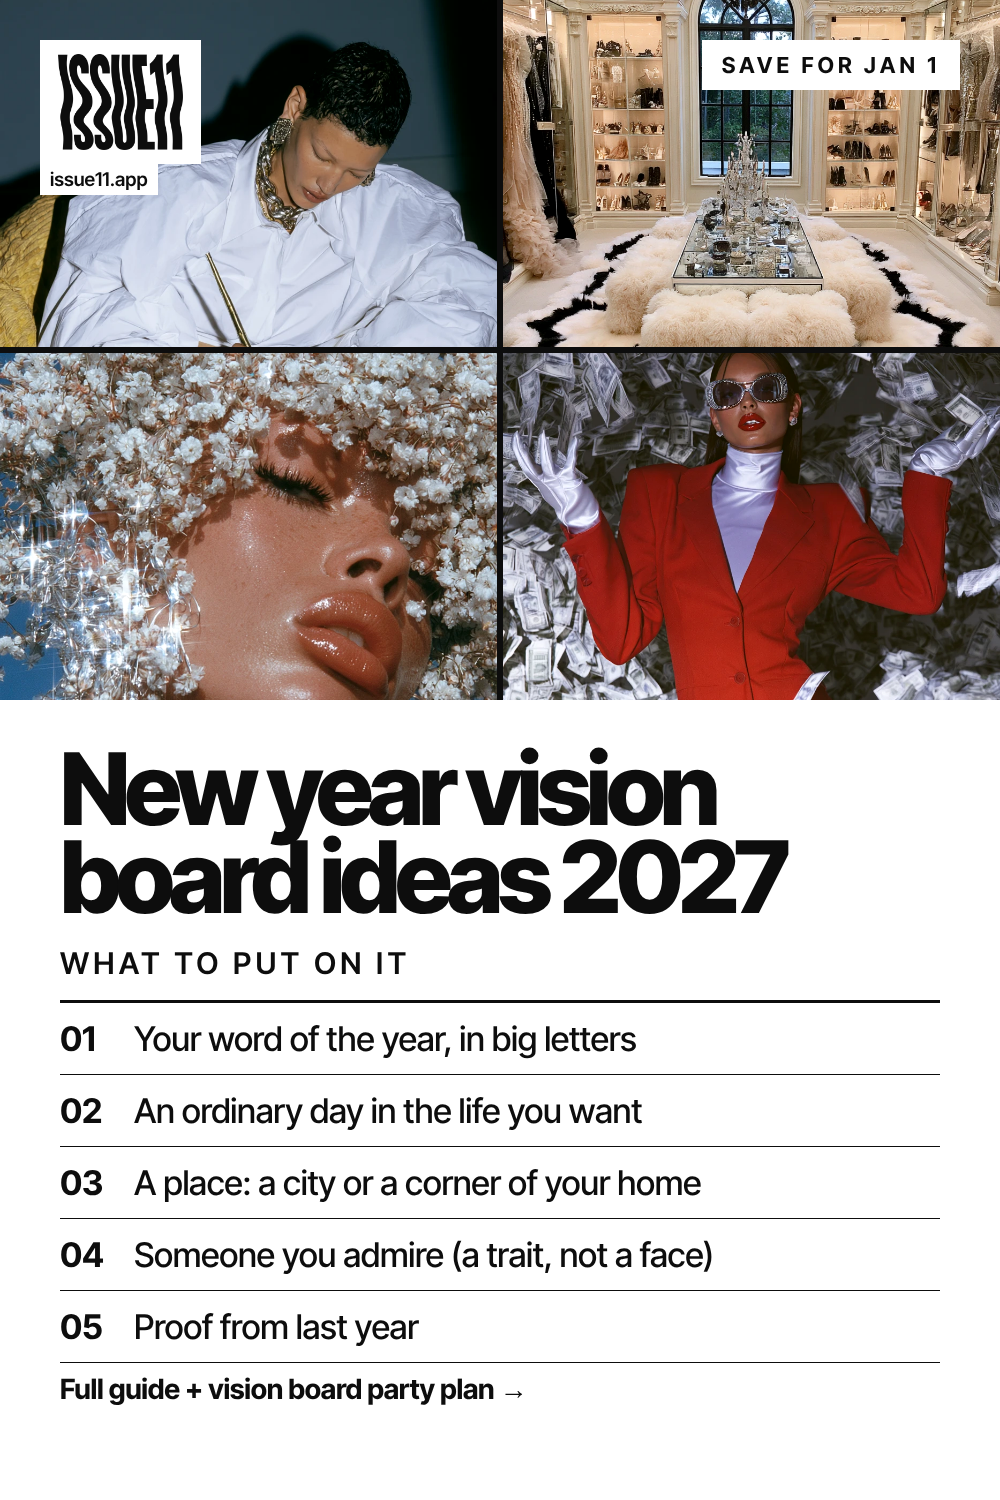 ISSUE11
issue11.app
SAVE FOR JAN 1
New year vision
board ideas 2027
WHAT TO PUT ON IT
01 Your word of the year, in big letters
02 An ordinary day in the life you want
03 A place: a city or a corner of your home
04 Someone you admire (a trait, not a face)
05 Proof from last year
Full guide + vision board party plan →